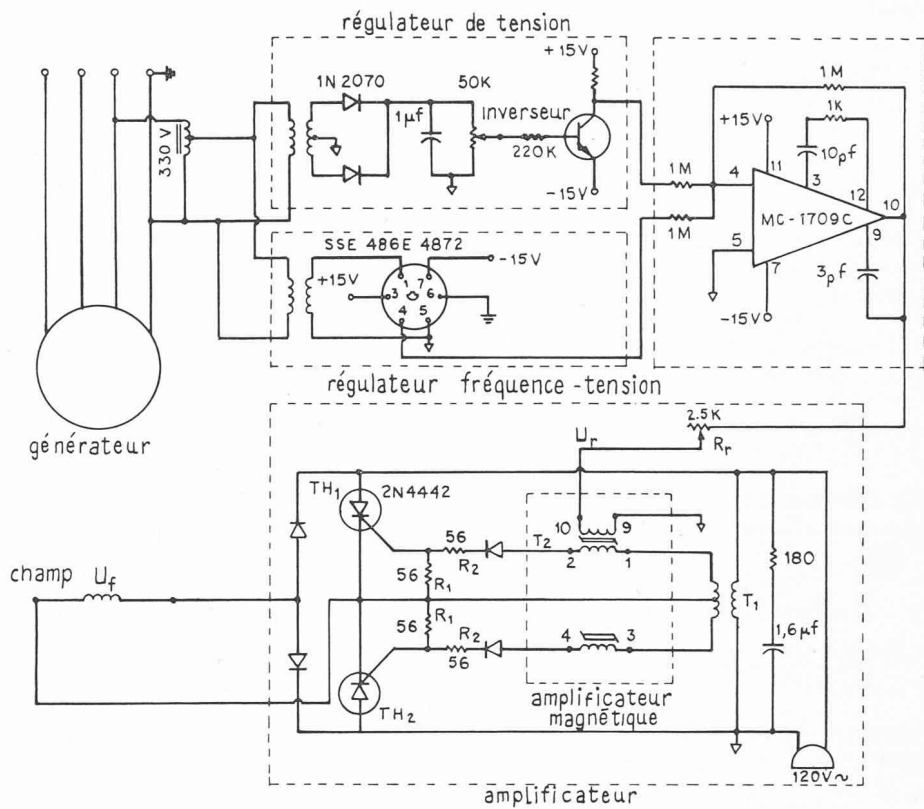 régulateur de tension
+15V
1N 2070
50K
1M
1µf
inverseur
1K
330 V
+15V
220K
10pf
11
1M
4
3
12
10
-15V
MC-1709C
1M
5
9
SSE 486E 4872
7
3pf
+15V
-15V
1 7
3 6
4 5
-15V
régulateur fréquence-tension
2.5K
générateur
Ur
Rr
TH1
2N4442
10 9
56
T2
R2
2 1
180
champ Uf
56
R1
T1
R1
56
R2
4 3
1,6µf
56
TH2
amplificateur
magnétique
120V~
amplificateur